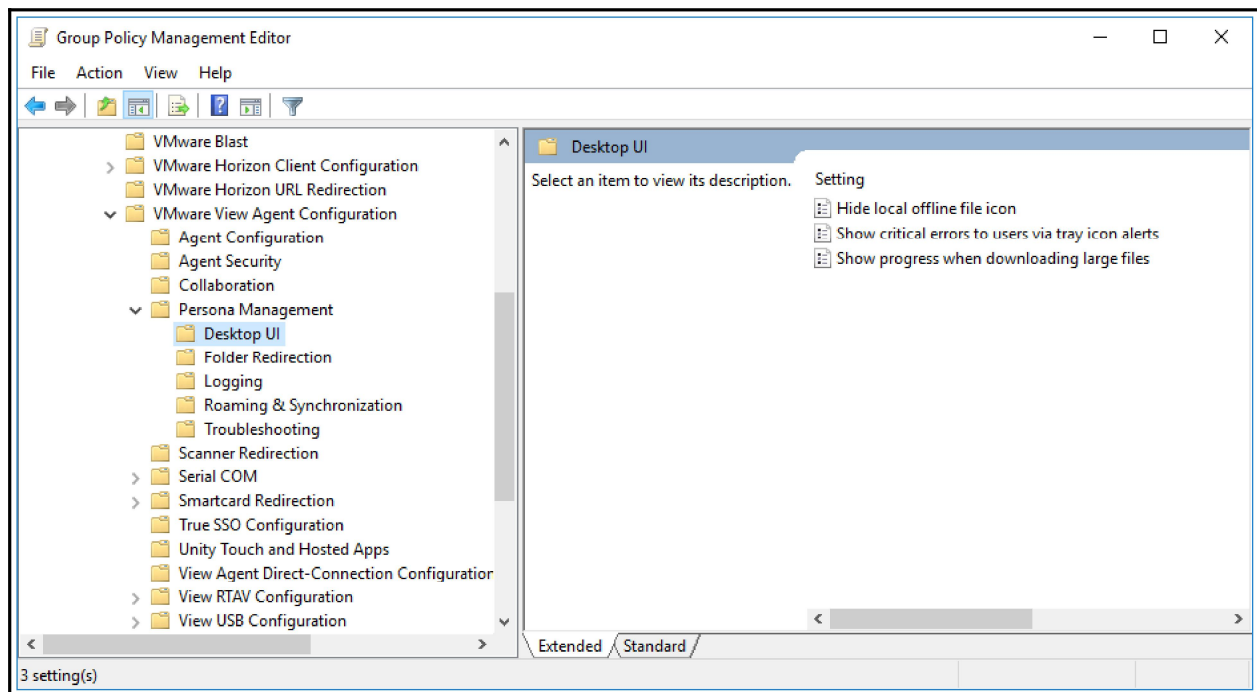 Group Policy Management Editor
File Action View Help
VMware Blast
VMware Horizon Client Configuration
VMware Horizon URL Redirection
VMware View Agent Configuration
Agent Configuration
Agent Security
Collaboration
Persona Management
Desktop UI
Folder Redirection
Logging
Roaming & Synchronization
Troubleshooting
Scanner Redirection
Serial COM
Smartcard Redirection
True SSO Configuration
Unity Touch and Hosted Apps
View Agent Direct-Connection Configuration
View RTAV Configuration
View USB Configuration
Desktop UI
Select an item to view its description.
Setting
Hide local offline file icon
Show critical errors to users via tray icon alerts
Show progress when downloading large files
Extended Standard
3 setting(s)